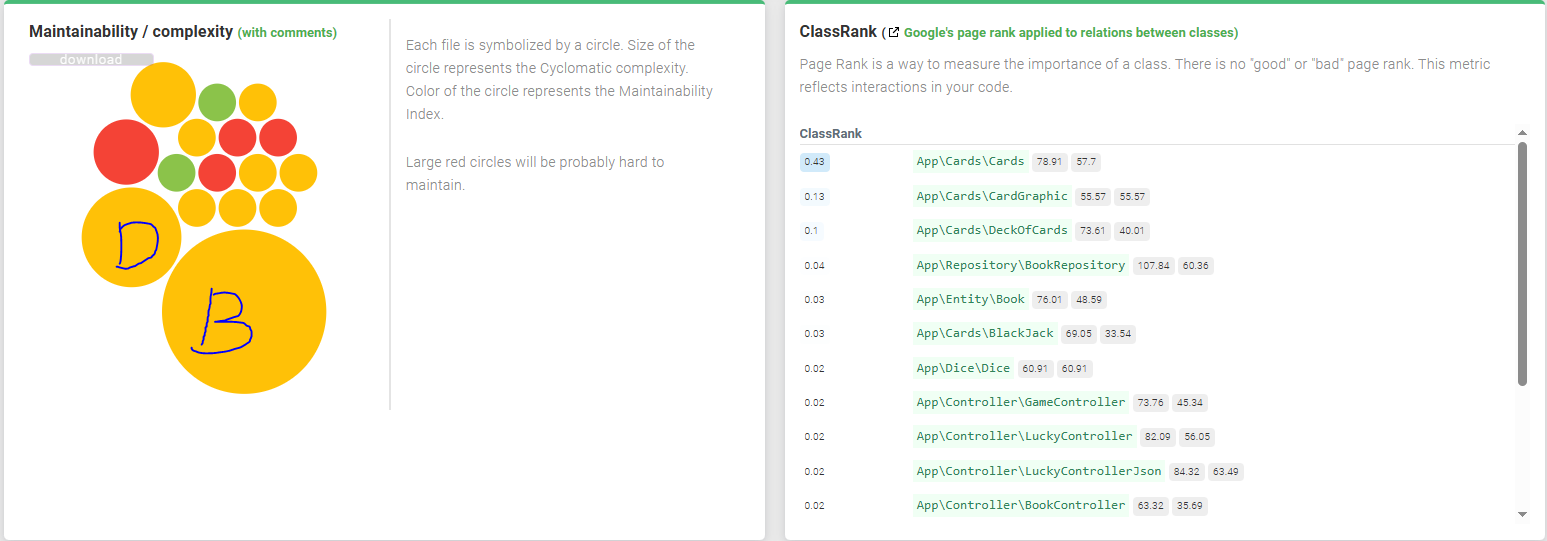 Maintainability / complexity (with comments)
download
D
B
Each file is symbolized by a circle. Size of the
circle represents the Cyclomatic complexity.
Color of the circle represents the Maintainability
Index.
Large red circles will be probably hard to
maintain.
ClassRank ( Google's page rank applied to relations between classes)
Page Rank is a way to measure the importance of a class. There is no "good" or "bad" page rank. This metric
reflects interactions in your code.
ClassRank
0.43 App\Cards\Cards 78.91 57.7
0.13 App\Cards\CardGraphic 55.57 55.57
0.1 App\Cards\DeckOfCards 73.61 40.01
0.04 App\Repository\BookRepository 107.84 60.36
0.03 App\Entity\Book 76.01 48.59
0.03 App\Cards\BlackJack 69.05 33.54
0.02 App\Dice\Dice 60.91 60.91
0.02 App\Controller\GameController 73.76 45.34
0.02 App\Controller\LuckyController 82.09 56.05
0.02 App\Controller\LuckyControllerJson 84.32 63.49
0.02 App\Controller\BookController 63.32 35.69